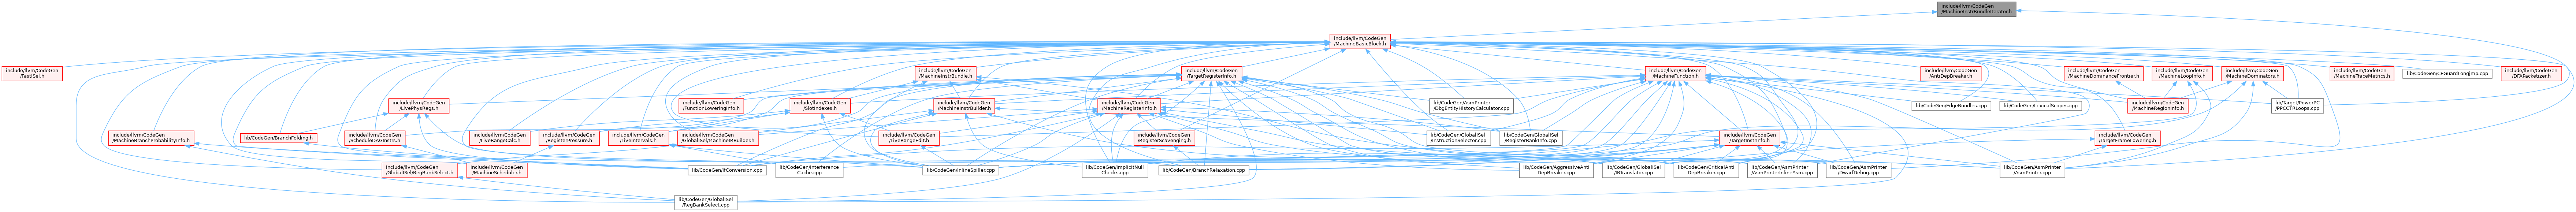 include/llvm/CodeGen
/MachineInstrBundleIterator.h
include/llvm/CodeGen
/MachineBasicBlock.h
include/llvm/CodeGen
/FastISel.h
include/llvm/CodeGen
/MachineInstrBundle.h
include/llvm/CodeGen
/TargetRegisterInfo.h
include/llvm/CodeGen
/MachineFunction.h
include/llvm/CodeGen
/AntiDepBreaker.h
include/llvm/CodeGen
/MachineDominanceFrontier.h
include/llvm/CodeGen
/MachineLoopInfo.h
include/llvm/CodeGen
/MachineDominators.h
include/llvm/CodeGen
/MachineTraceMetrics.h
lib/CodeGen/CFGuardLongjmp.cpp
include/llvm/CodeGen
/DFAPacketizer.h
include/llvm/CodeGen
/LivePhysRegs.h
include/llvm/CodeGen
/FunctionLoweringInfo.h
include/llvm/CodeGen
/SlotIndexes.h
include/llvm/CodeGen
/MachineInstrBuilder.h
include/llvm/CodeGen
/MachineRegisterInfo.h
lib/CodeGen/AsmPrinter
/DbgEntityHistoryCalculator.cpp
lib/CodeGen/EdgeBundles.cpp
lib/CodeGen/LexicalScopes.cpp
include/llvm/CodeGen
/MachineRegionInfo.h
lib/Target/PowerPC
/PPCCTRLoops.cpp
include/llvm/CodeGen
/MachineBranchProbabilityInfo.h
lib/CodeGen/BranchFolding.h
include/llvm/CodeGen
/ScheduleDAGInstrs.h
include/llvm/CodeGen
/LiveRangeCalc.h
include/llvm/CodeGen
/RegisterPressure.h
include/llvm/CodeGen
/LiveIntervals.h
include/llvm/CodeGen
/GlobalISel/MachineIRBuilder.h
include/llvm/CodeGen
/LiveRangeEdit.h
include/llvm/CodeGen
/RegisterScavenging.h
lib/CodeGen/GlobalISel
/InstructionSelector.cpp
lib/CodeGen/GlobalISel
/RegisterBankInfo.cpp
include/llvm/CodeGen
/TargetInstrInfo.h
include/llvm/CodeGen
/TargetFrameLowering.h
include/llvm/CodeGen
/GlobalISel/RegBankSelect.h
include/llvm/CodeGen
/MachineScheduler.h
lib/CodeGen/IfConversion.cpp
lib/CodeGen/Interference
Cache.cpp
lib/CodeGen/InlineSpiller.cpp
lib/CodeGen/ImplicitNull
Checks.cpp
lib/CodeGen/BranchRelaxation.cpp
lib/CodeGen/AggressiveAnti
DepBreaker.cpp
lib/CodeGen/GlobalISel
/IRTranslator.cpp
lib/CodeGen/CriticalAnti
DepBreaker.cpp
lib/CodeGen/AsmPrinter
/AsmPrinterInlineAsm.cpp
lib/CodeGen/AsmPrinter
/DwarfDebug.cpp
lib/CodeGen/AsmPrinter
/AsmPrinter.cpp
lib/CodeGen/GlobalISel
/RegBankSelect.cpp